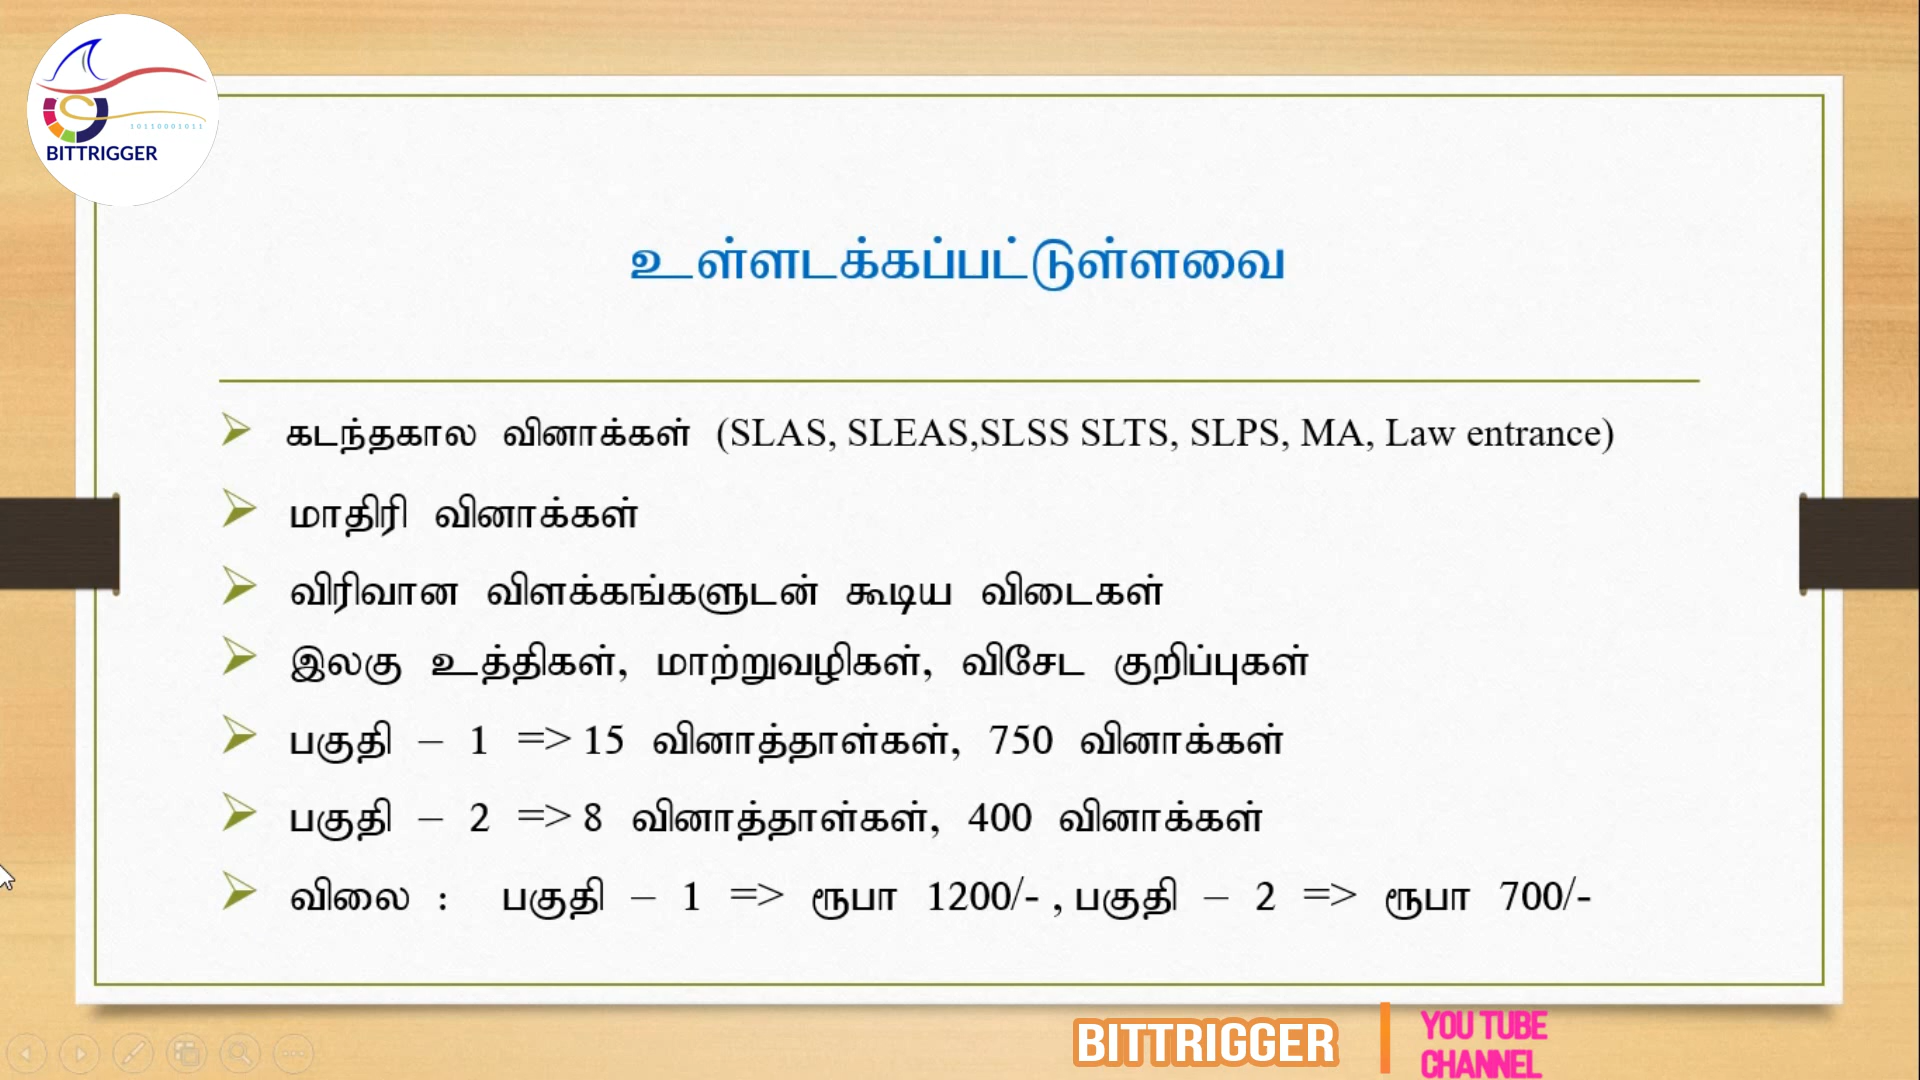 10110001011
BITTRIGGER
உள்ளடக்கப்பட்டுள்ளவை
கடந்தகால வினாக்கள் (SLAS, SLEAS,SLSS SLTS, SLPS, MA, Law entrance)
மாதிரி வினாக்கள்
விரிவான விளக்கங்களுடன் கூடிய விடைகள்
இலகு உத்திகள், மாற்றுவழிகள், விசேட குறிப்புகள்
பகுதி – 1 => 15 வினாத்தாள்கள், 750 வினாக்கள்
பகுதி – 2 => 8 வினாத்தாள்கள், 400 வினாக்கள்
விலை : பகுதி – 1 => ரூபா 1200/- , பகுதி – 2 => ரூபா 700/-
BITTRIGGER
YOU TUBE
CHANNEL